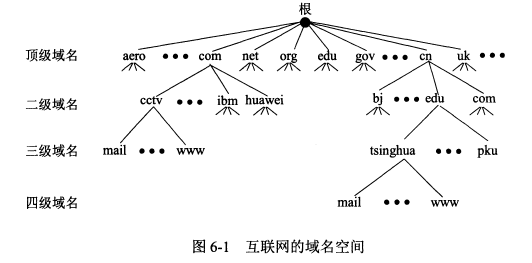 根
顶级域名 aero ••• com net org edu gov ••• cn uk •••
二级域名 cctv ••• ibm huawei bj ••• edu com
三级域名 mail ••• www tsinghua ••• pku
四级域名 mail ••• www
图 6-1 互联网的域名空间